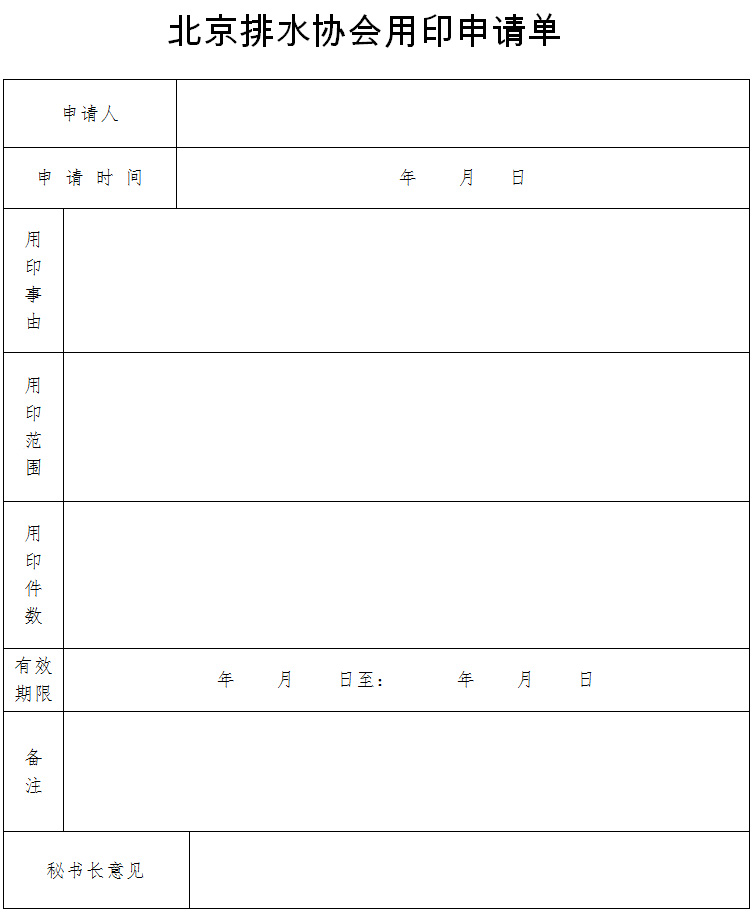 北京排水协会用印申请单
申请人
申 请 时 间
年 月 日
用
印
事
由
用
印
范
围
用
印
件
数
有效
期限
年 月 日至： 年 月 日
备
注
秘书长意见